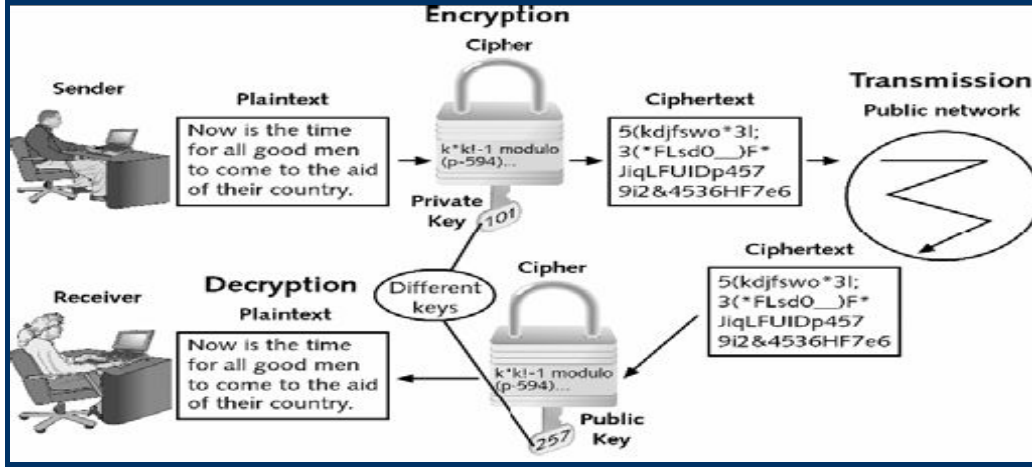 Encryption
Cipher
Sender
Plaintext
Now is the time
for all good men
to come to the aid
of their country.
k*k!-1 modulo
(p-594)...
Private
Key
101
Ciphertext
5(kdjfswo*3l;
3(*FLsd0__)F*
JiqLFUIDp457
9i2&4536HF7e6
Transmission
Public network
Ciphertext
5(kdjfswo*3l;
3(*FLsd0__)F*
JiqLFUIDp457
9i2&4536HF7e6
Different
keys
Cipher
k*k!-1 modulo
(p-594)...
Public
Key
257
Decryption
Plaintext
Now is the time
for all good men
to come to the aid
of their country.
Receiver